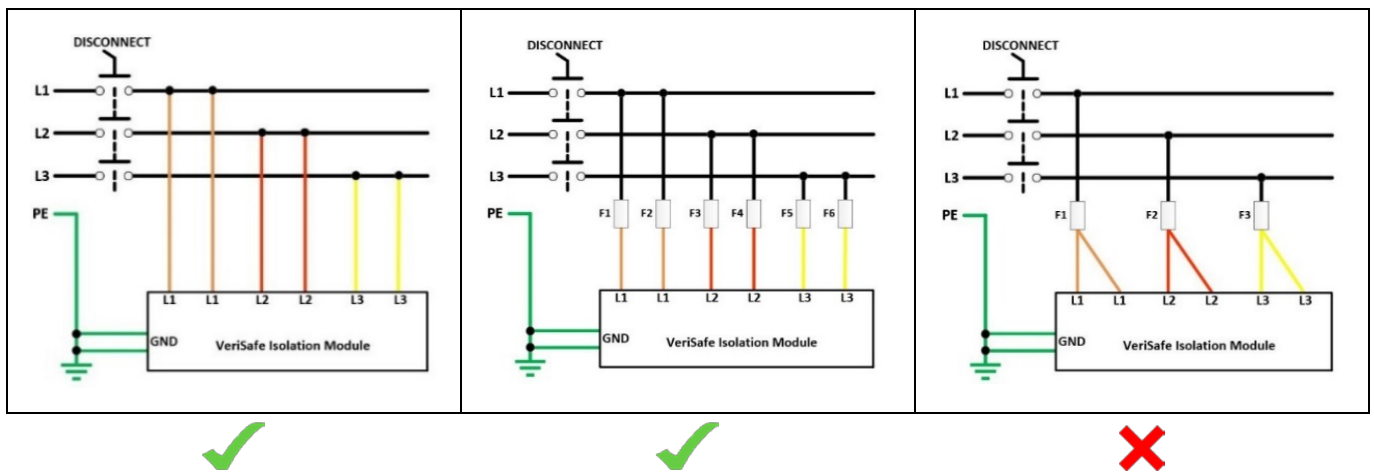 DISCONNECT
L1
L2
L3
PE
L1 L1 L2 L2 L3 L3
GND
VeriSafe Isolation Module
DISCONNECT
L1
L2
L3
PE
F1 F2 F3 F4 F5 F6
L1 L1 L2 L2 L3 L3
GND
VeriSafe Isolation Module
DISCONNECT
L1
L2
L3
PE
F1 F2 F3
L1 L1 L2 L2 L3 L3
GND
VeriSafe Isolation Module